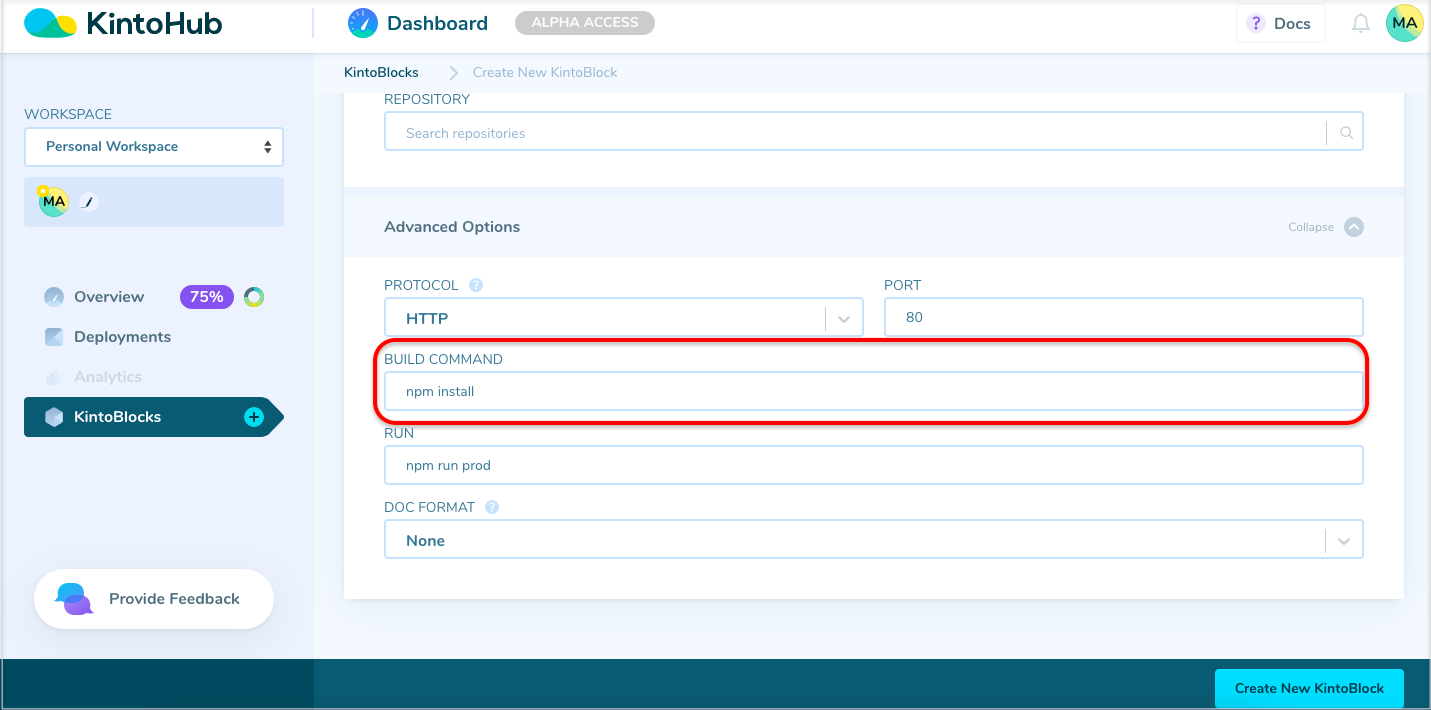 KintoHub
Dashboard
ALPHA ACCESS
? Docs
MA
KintoBlocks
Create New KintoBlock
WORKSPACE
Personal Workspace
MA
Overview
75%
Deployments
Analytics
KintoBlocks
+
Provide Feedback
REPOSITORY
Search repositories
Advanced Options
Collapse
PROTOCOL ?
HTTP
PORT
80
BUILD COMMAND
npm install
RUN
npm run prod
DOC FORMAT ?
None
Create New KintoBlock